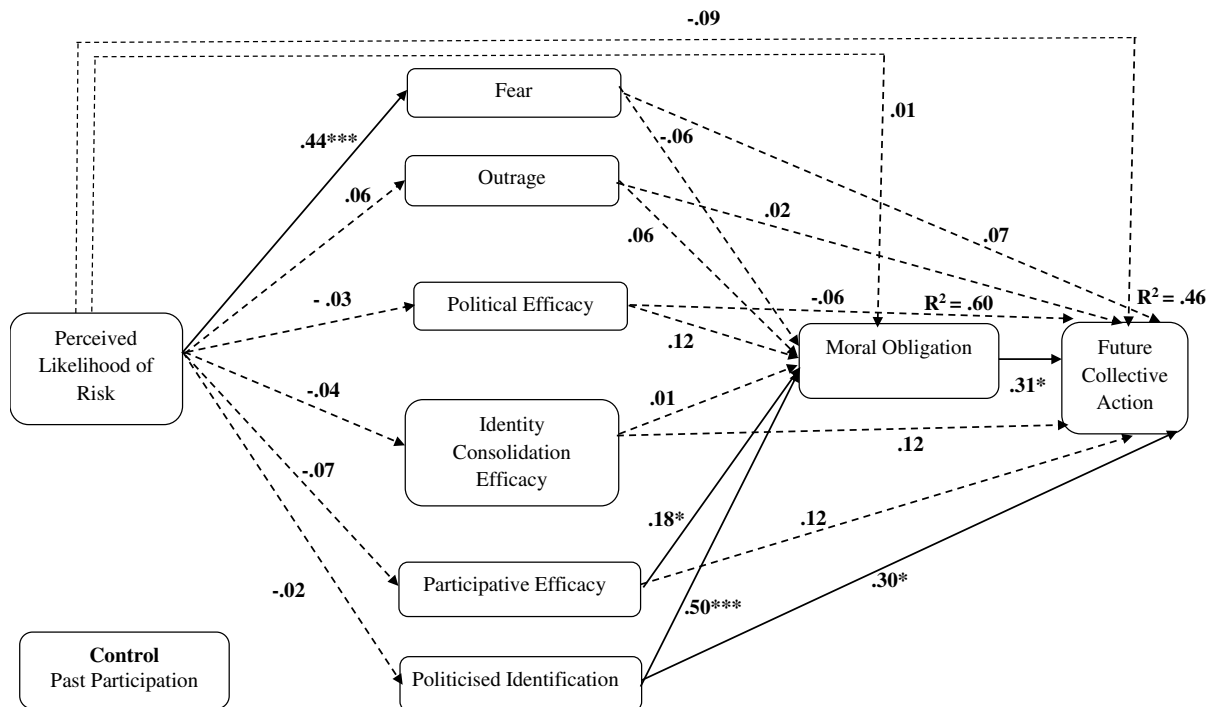 -.09
Fear
.01
-.06
.44***
Outrage
.06
.02
.06
.07
- .03
Political Efficacy
-.06
R² = .60
R² = .46
Perceived
Likelihood of
Risk
.12
Moral Obligation
Future
Collective
Action
.31*
-.04
.01
Identity
Consolidation
Efficacy
.12
-.07
.18*
.12
Participative Efficacy
-.02
.50***
.30*
Control
Past Participation
Politicised Identification